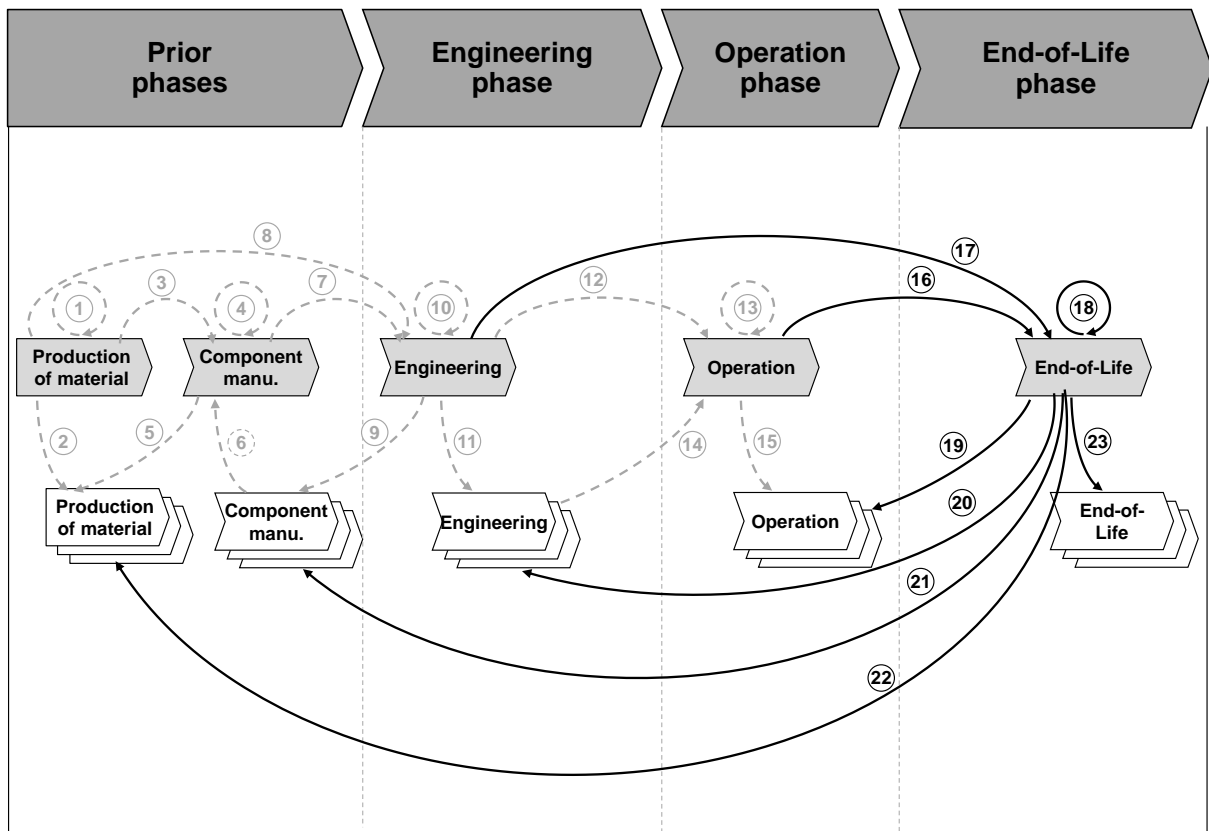 Prior
phases
Engineering
phase
Operation
phase
End-of-Life
phase
8
17
3
7
12
16
1
4
10
13
18
Production
of material
Component
manu.
Engineering
Operation
End-of-Life
2
5
6
9
11
14
15
19
23
Production
of material
Component
manu.
Engineering
Operation
20
End-of-
Life
21
22